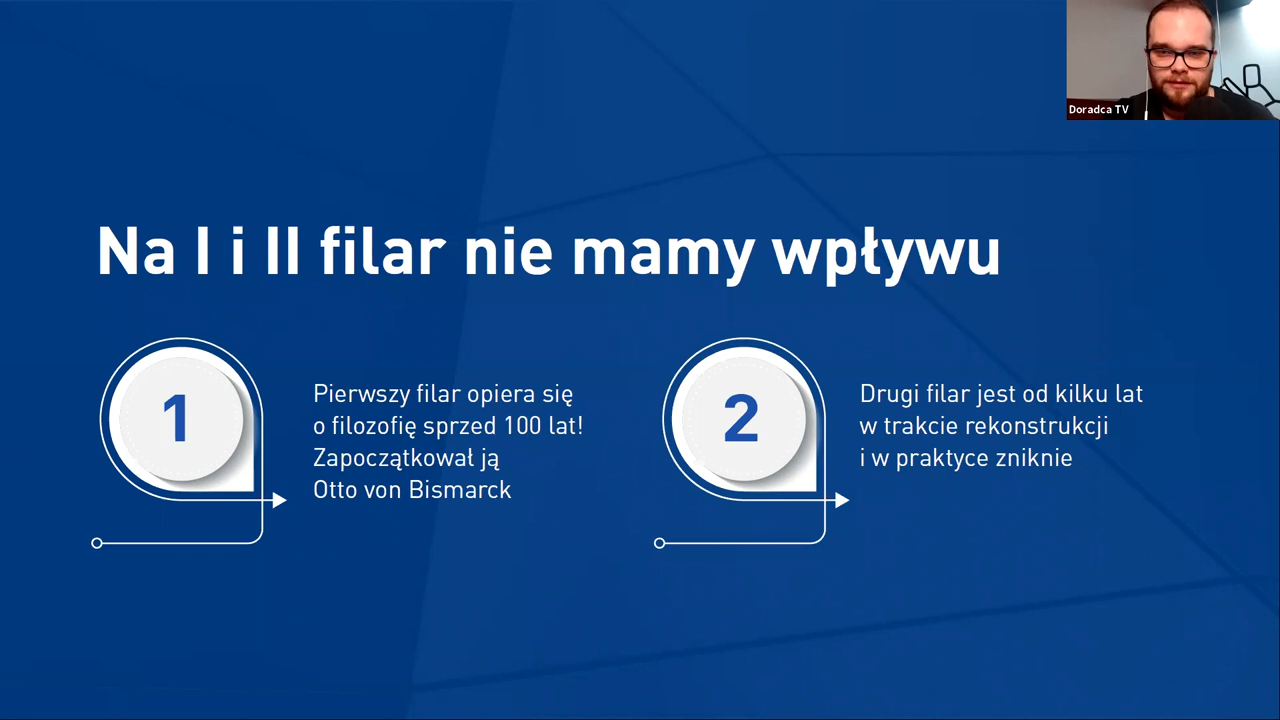 Doradca TV
Na I i II filar nie mamy wpływu
1
Pierwszy filar opiera się
o filozofię sprzed 100 lat!
Zapoczątkował ją
Otto von Bismarck
2
Drugi filar jest od kilku lat
w trakcie rekonstrukcji
i w praktyce zniknie